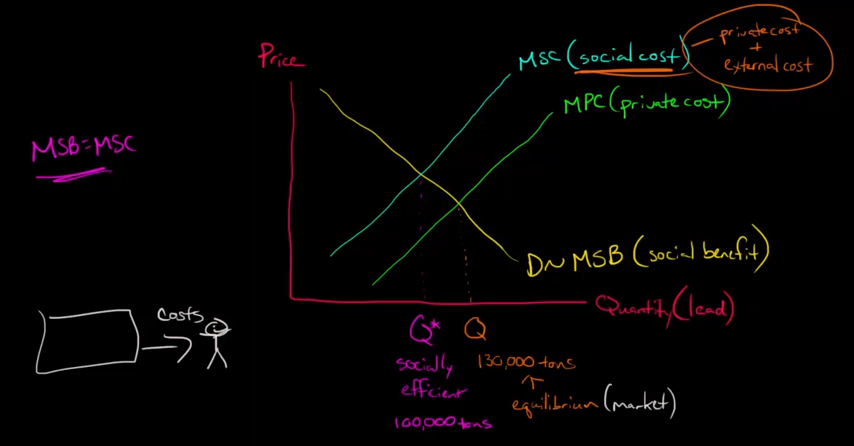 Price
MSC (social cost)
private cost
+
external cost
MPC (private cost)
MSB = MSC
D~MSB (social benefit)
Quantity (lead)
costs
Q*
socially
efficient
100,000 tons
Q
130,000 tons
equilibrium (market)